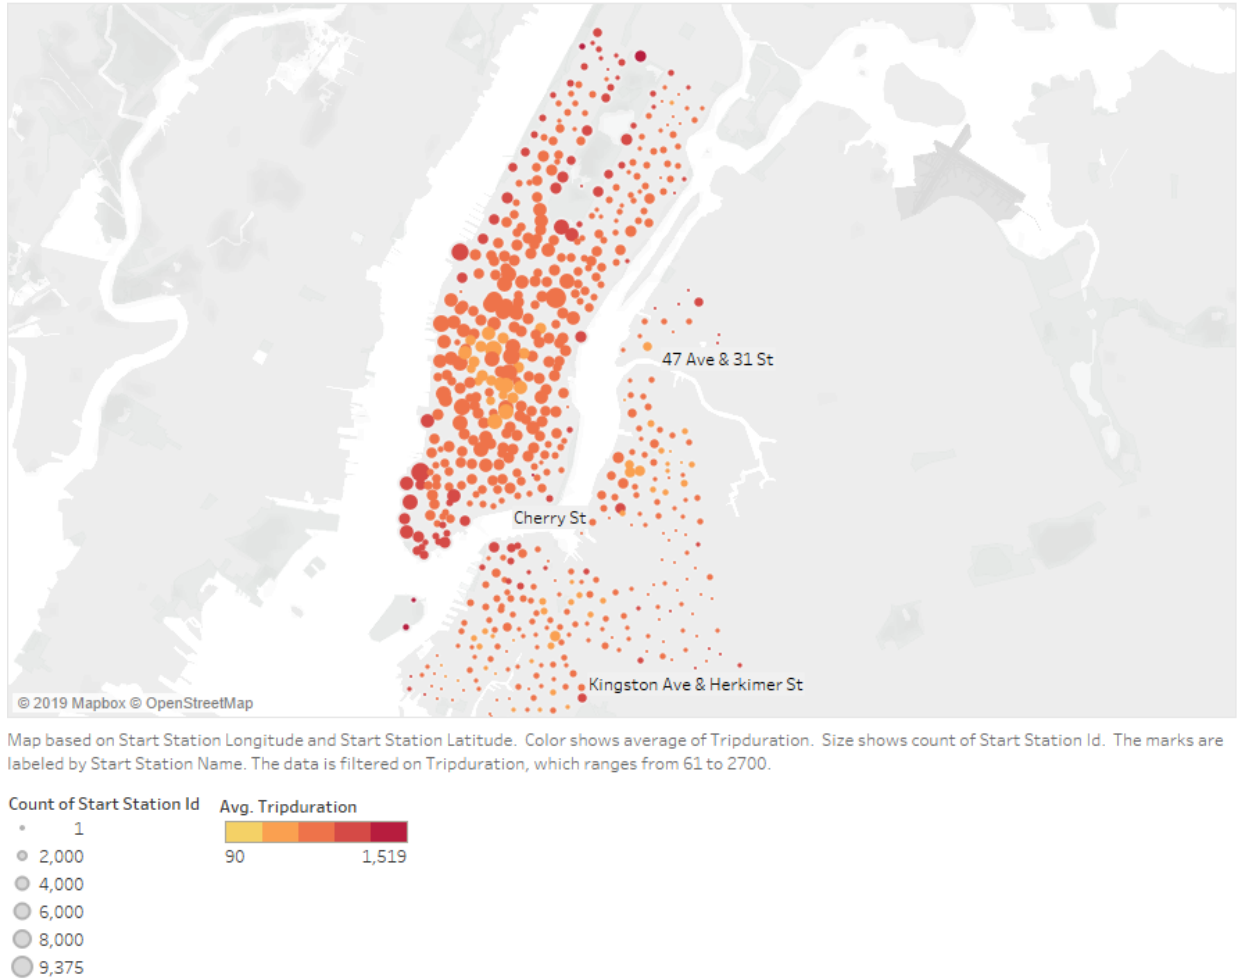 47 Ave & 31 St
Cherry St
Kingston Ave & Herkimer St
© 2019 Mapbox © OpenStreetMap
Map based on Start Station Longitude and Start Station Latitude.  Color shows average of Tripduration.  Size shows count of Start Station Id.  The marks are
labeled by Start Station Name. The data is filtered on Tripduration, which ranges from 61 to 2700.
Count of Start Station Id
1
2,000
4,000
6,000
8,000
9,375
Avg. Tripduration
90
1,519